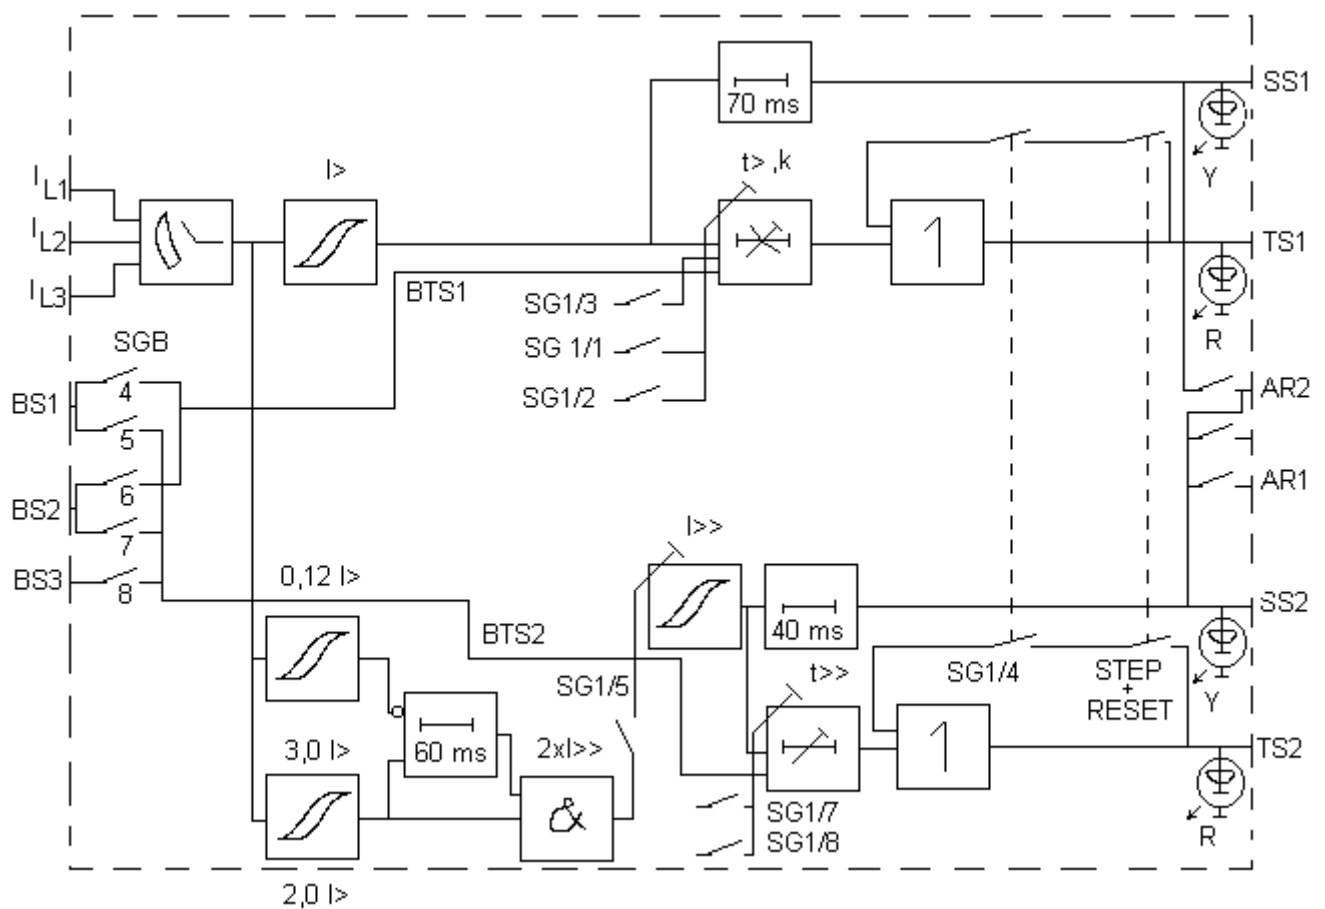 SS1
70 ms
Y
t> ,k
I>
I L1
I L2
I L3
1
TS1
R
BTS1
SG1/3
SG 1/1
SG1/2
SGB
BS1
4
5
AR2
BS2
6
7
AR1
BS3
8
I>>
0,12 I>
BTS2
40 ms
SS2
Y
SG1/5
t>>
SG1/4
STEP
+
RESET
3,0 I>
60 ms
2xI>>
&
1
TS2
SG1/7
SG1/8
R
2,0 I>